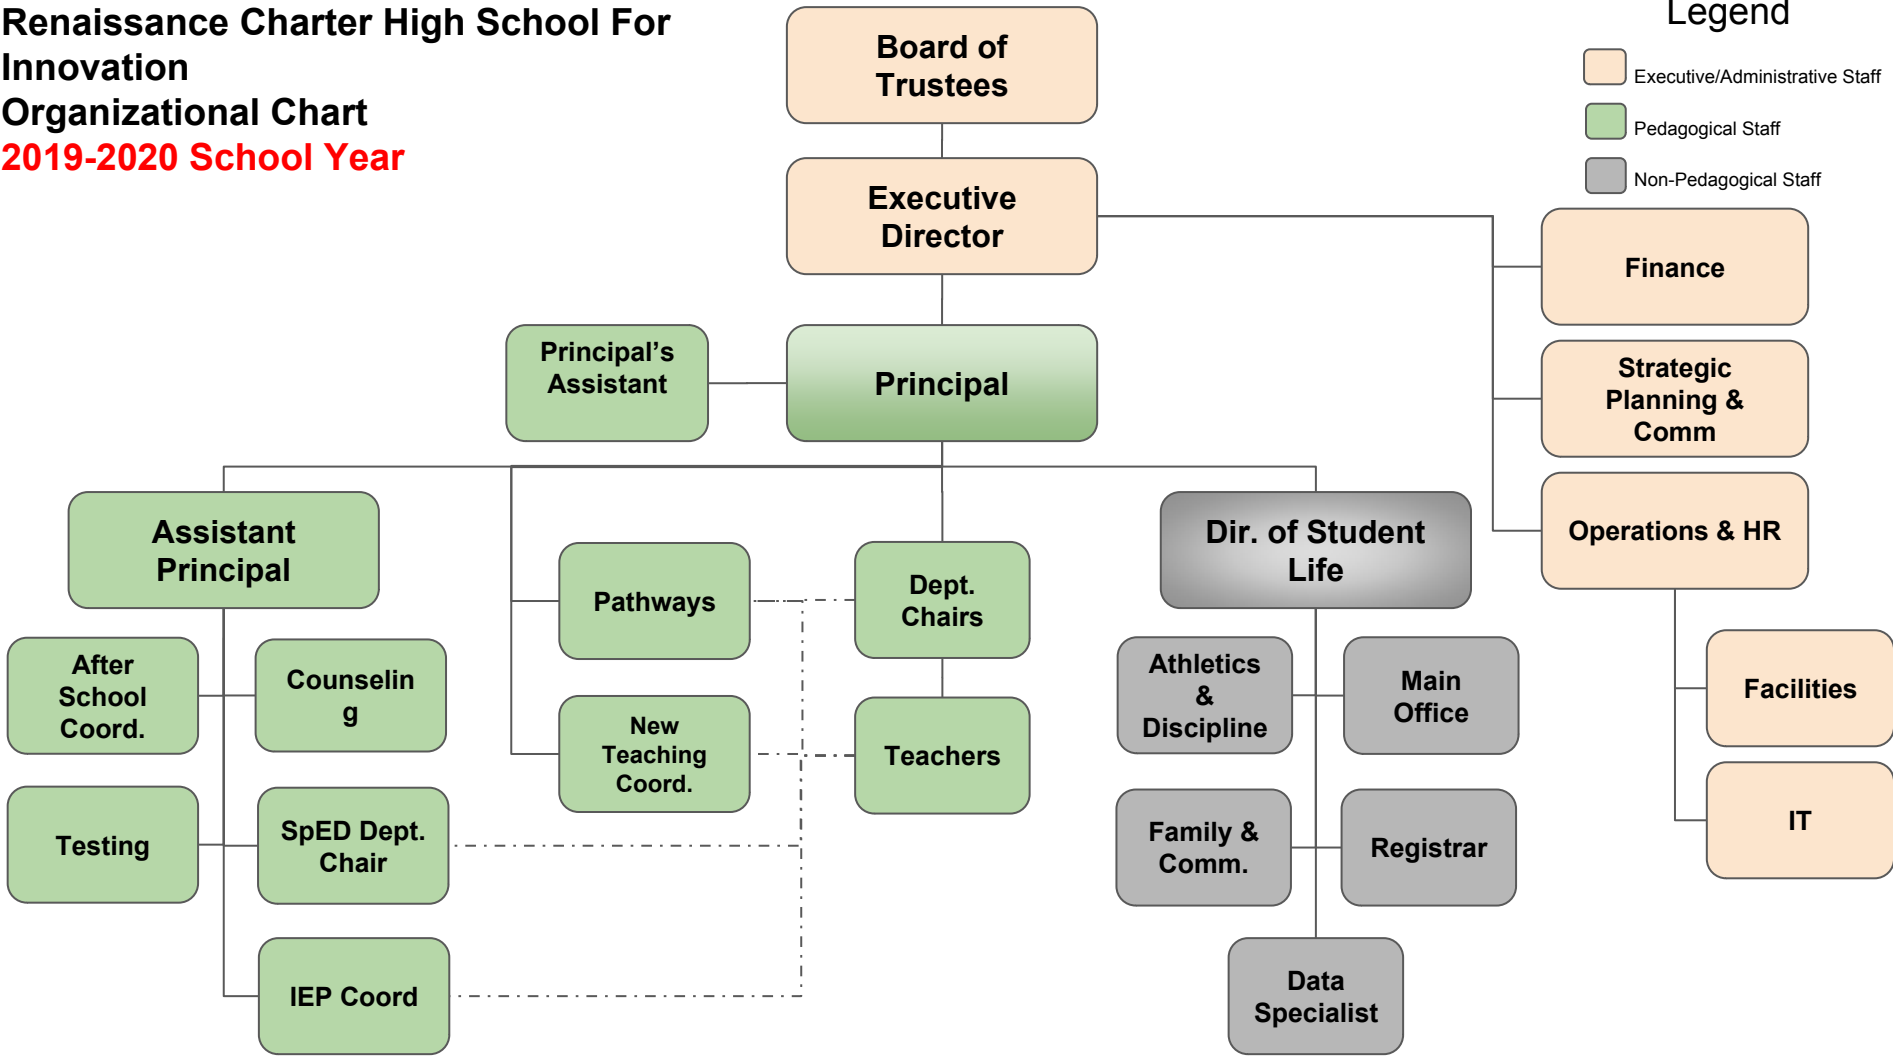 Renaissance Charter High School For
Innovation
Organizational Chart
2019-2020 School Year
Legend
Executive/Administrative Staff
Pedagogical Staff
Non-Pedagogical Staff
Board of
Trustees
Executive
Director
Finance
Strategic
Planning &
Comm
Operations & HR
Facilities
IT
Principal's
Assistant
Principal
Assistant
Principal
After
School
Coord.
Counselin
g
Testing
SpED Dept.
Chair
IEP Coord
Pathways
New
Teaching
Coord.
Dept.
Chairs
Teachers
Dir. of Student
Life
Athletics
&
Discipline
Main
Office
Family &
Comm.
Registrar
Data
Specialist